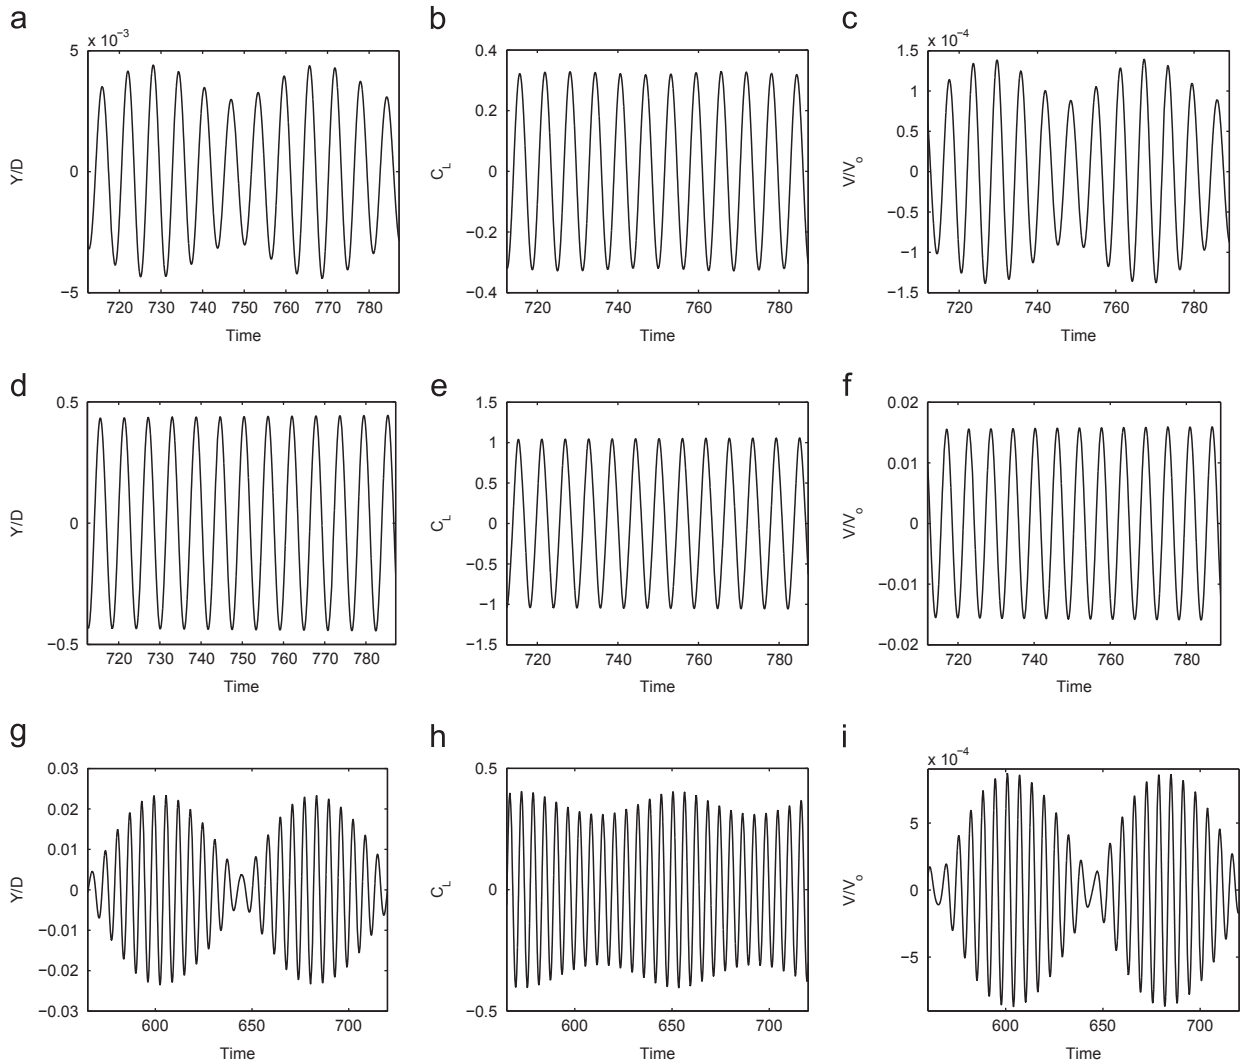 a b c
x 10−3 x 10−4
5 0.4 1.5
0.2 1
0.5
0 0 0
−0.5
−0.2 −1
−5 −0.4 −1.5
Y/D CL V/Vo
720 730 740 750 760 770 780 720 740 760 780 720 740 760 780
Time Time Time
d e f
0.5 1.5 0.02
1 0.01
0.5
0 0 0
−0.5
−1 −0.01
−0.5 −1.5 −0.02
Y/D CL V/Vo
720 730 740 750 760 770 780 720 740 760 780 720 740 760 780
Time Time Time
g h i
x 10−4
0.03 0.5
0.02 5
0.01
0 0 0
−0.01
−0.02 −5
−0.03 −0.5
Y/D CL V/Vo
600 650 700 600 650 700 600 650 700
Time Time Time